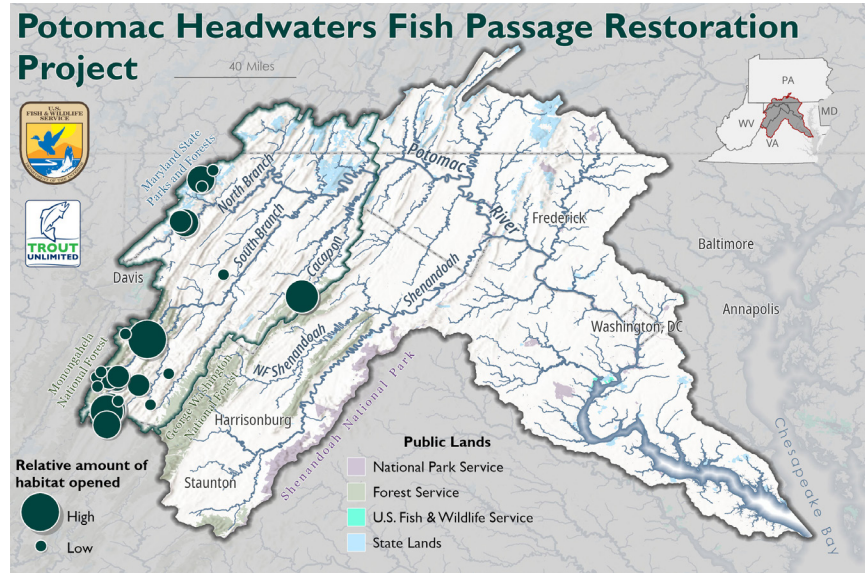 Potomac Headwaters Fish Passage Restoration
Project
40 Miles
U.S.
FISH & WILDLIFE
SERVICE
TROUT
UNLIMITED
PA
MD
WV
VA
Maryland State
Parks and Forests
North Branch
South Branch
Cacapon
Potomac
River
Shenandoah
NF Shenandoah
Frederick
Baltimore
Annapolis
Washington, DC
Davis
Monongahela
National Forest
George Washington
National Forest
Harrisonburg
Staunton
Shenandoah National Park
Chesapeake Bay
Relative amount of
habitat opened
High
Low
Public Lands
National Park Service
Forest Service
U.S. Fish & Wildlife Service
State Lands